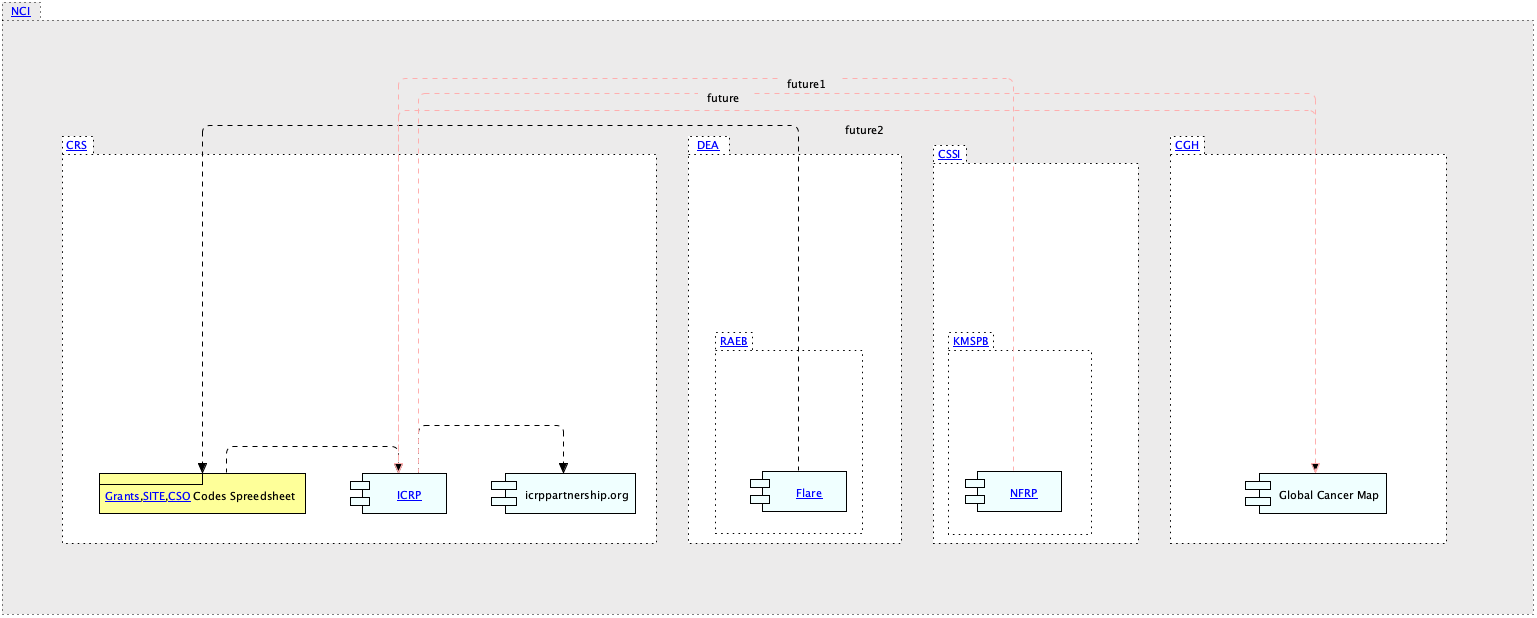 NCI
future1
future
future2
CRS
DEA
CSSI
CGH
RAEB
KMSPB
Grants,SITE,CSO Codes Spreedsheet
ICRP
icrppartnership.org
Flare
NFRP
Global Cancer Map